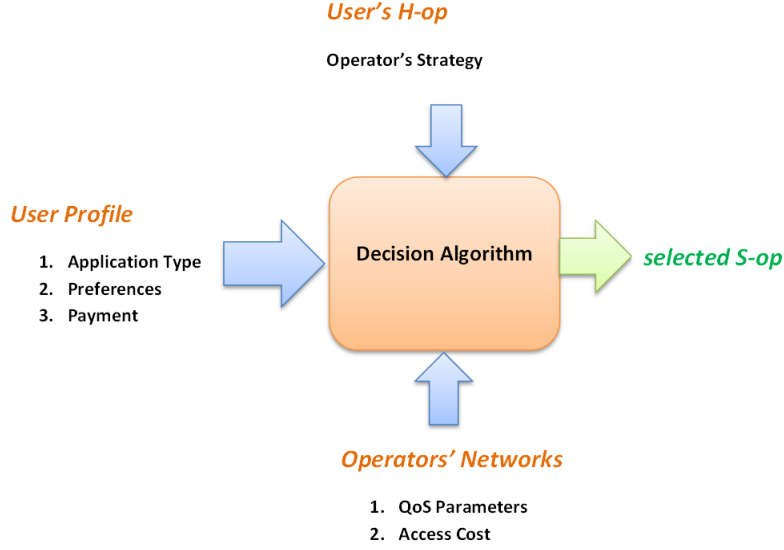 User's H-op
Operator's Strategy
User Profile
1. Application Type
2. Preferences
3. Payment
Decision Algorithm
selected S-op
Operators' Networks
1. QoS Parameters
2. Access Cost